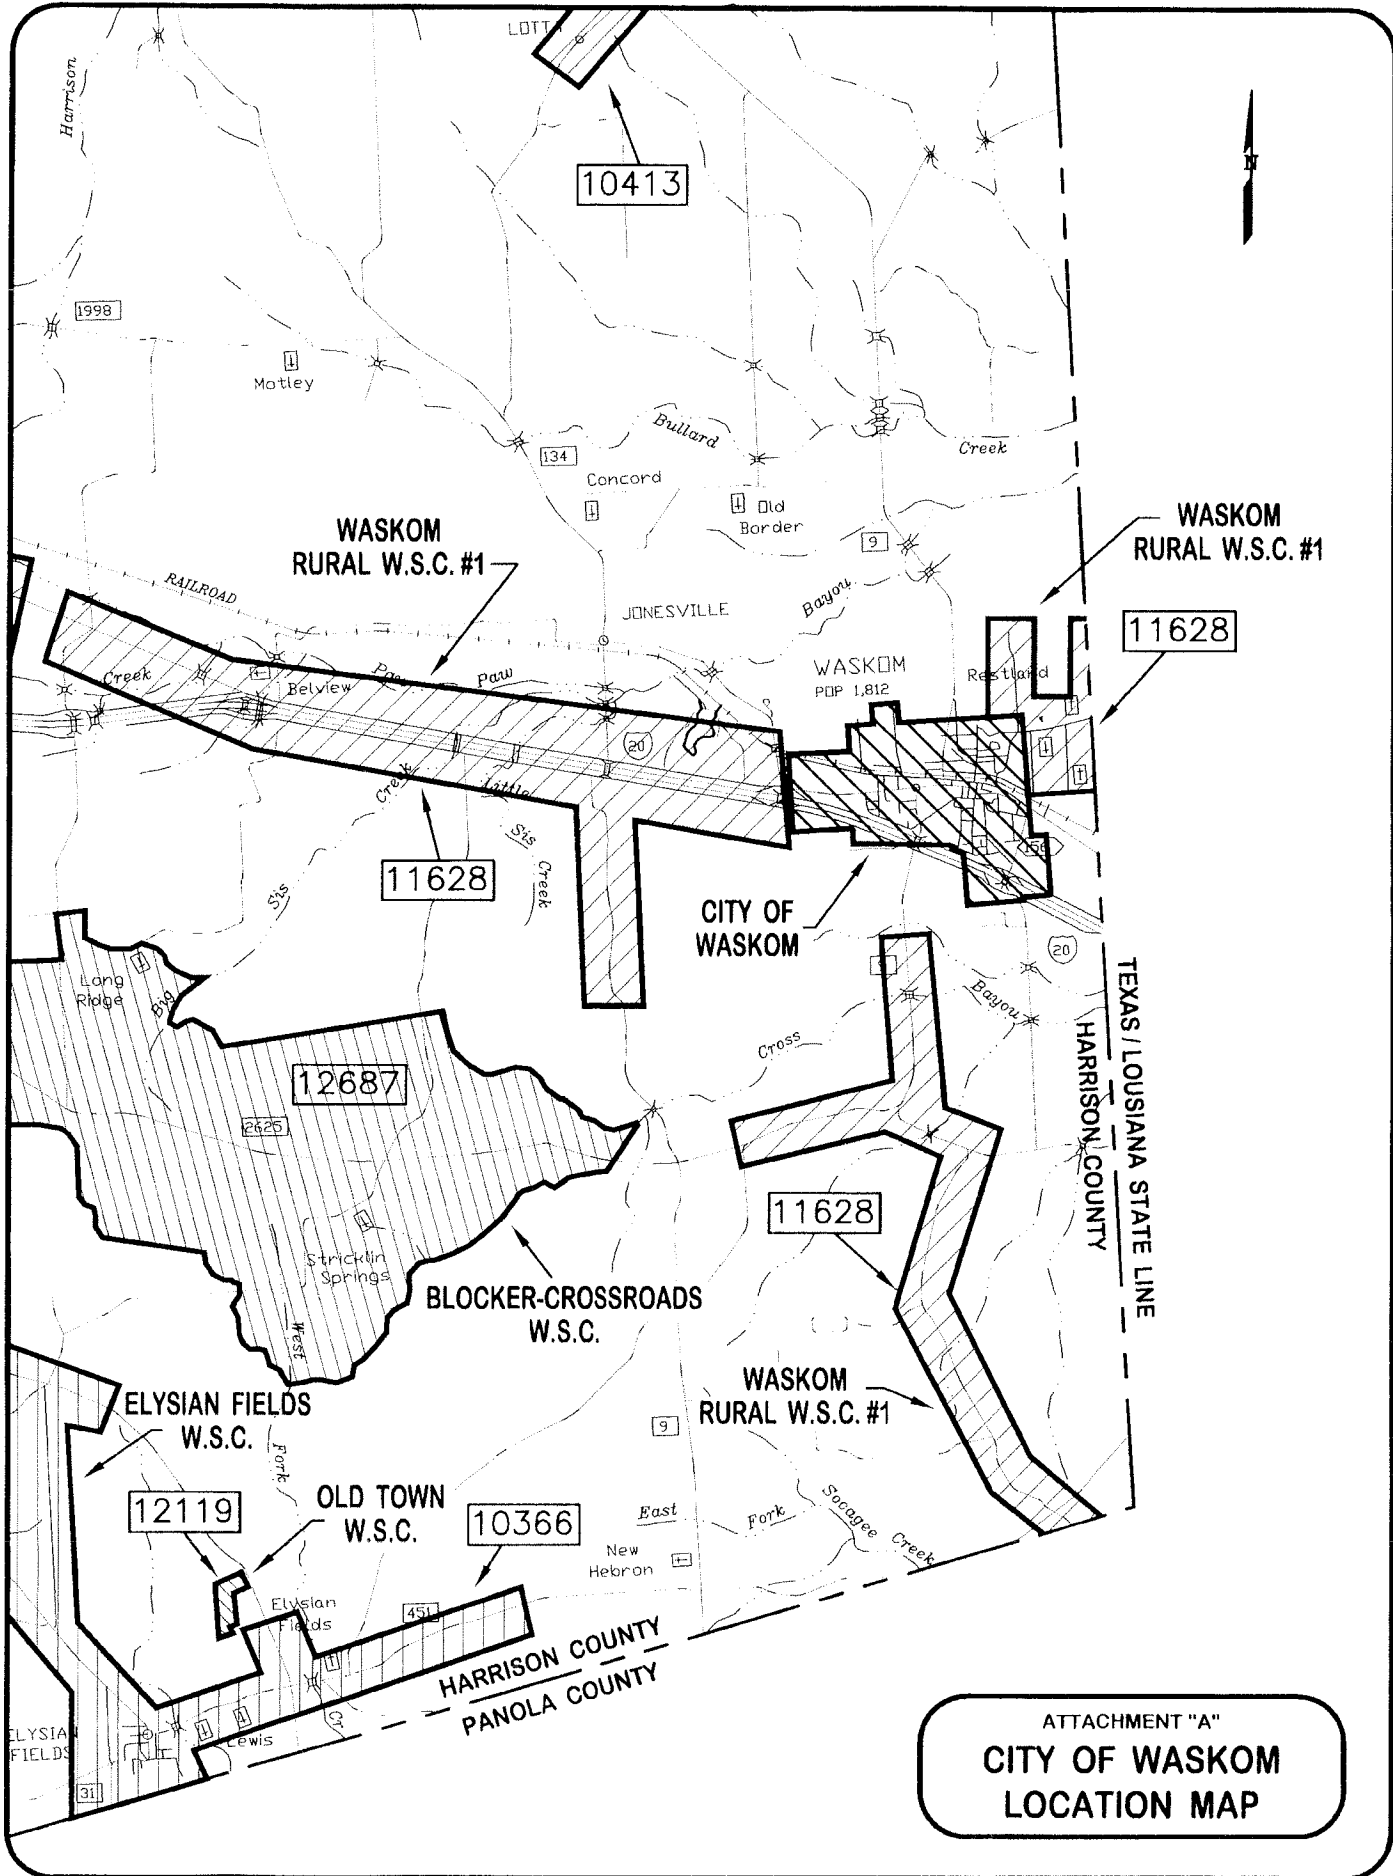 LOTT
Harrison
N
10413
1998
Motley
Bullard
Creek
134
Concord
Old
Border
WASKOM
RURAL W.S.C. #1
WASKOM
RURAL W.S.C. #1
9
RAILROAD
Bayou
JONESVILLE
11628
WASKOM
POP 1,812
Restland
Creek
Belview
Paw
Paw
20
Creek
Little
Sis
Creek
Sis
11628
156
CITY OF
WASKOM
20
Long
Ridge
Big
Bayou
Cross
TEXAS / LOUSIANA STATE LINE
HARRISON COUNTY
12687
2625
11628
Stricklin
Springs
BLOCKER-CROSSROADS
W.S.C.
West
WASKOM
RURAL W.S.C. #1
ELYSIAN FIELDS
W.S.C.
9
Fork
12119
OLD TOWN
W.S.C.
10366
East
Fork
Socagee
Creek
New
Hebron
Elysian
Fields
451
HARRISON COUNTY
PANOLA COUNTY
Cr
Lewis
ELYSIAN
FIELDS
31
ATTACHMENT "A"
CITY OF WASKOM
LOCATION MAP